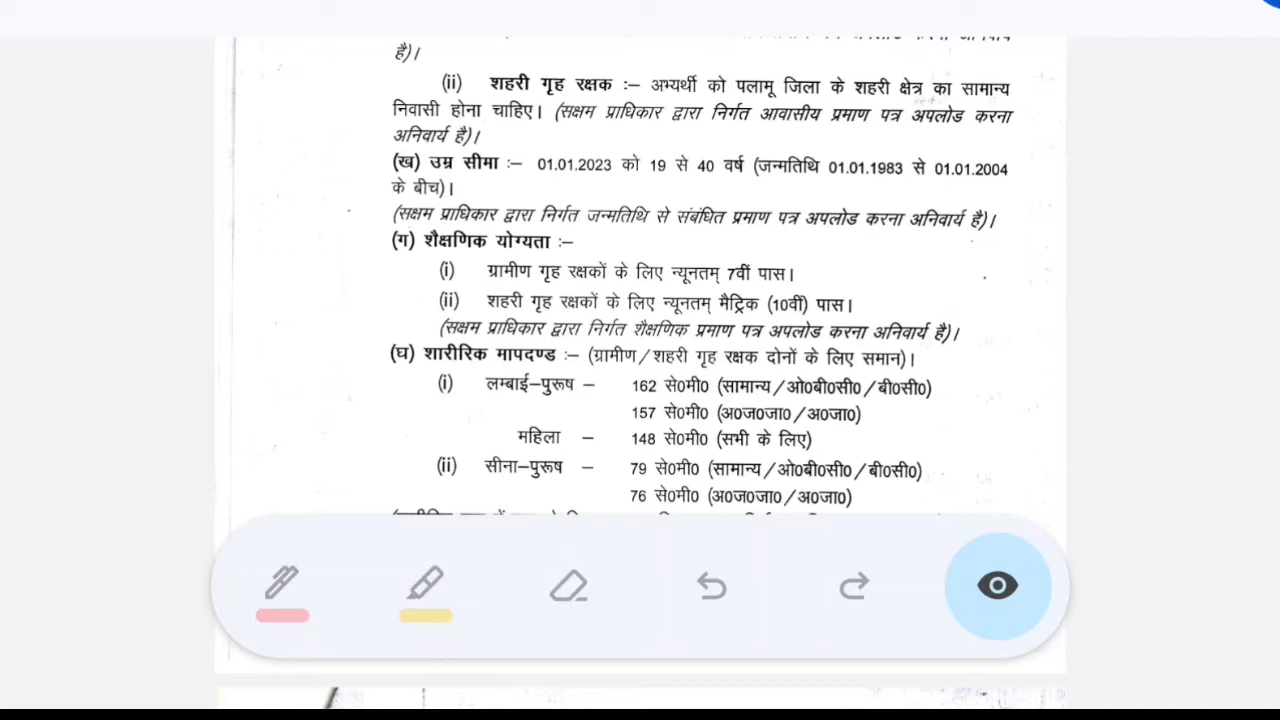 है)।
(ii) शहरी गृह रक्षक :– अभ्यर्थी को पलामू जिला के शहरी क्षेत्र का सामान्य
निवासी होना चाहिए। (सक्षम प्राधिकार द्वारा निर्गत आवासीय प्रमाण पत्र अपलोड करना
अनिवार्य है)।
(ख) उम्र सीमा :– 01.01.2023 को 19 से 40 वर्ष (जन्मतिथि 01.01.1983 से 01.01.2004
के बीच)।
(सक्षम प्राधिकार द्वारा निर्गत जन्मतिथि से संबंधित प्रमाण पत्र अपलोड करना अनिवार्य है)।
(ग) शैक्षणिक योग्यता :–
(i) ग्रामीण गृह रक्षकों के लिए न्यूनतम् 7वीं पास।
(ii) शहरी गृह रक्षकों के लिए न्यूनतम् मैट्रिक (10वीं) पास।
(सक्षम प्राधिकार द्वारा निर्गत शैक्षणिक प्रमाण पत्र अपलोड करना अनिवार्य है)।
(घ) शारीरिक मापदण्ड :– (ग्रामीण/शहरी गृह रक्षक दोनों के लिए समान)।
(i) लम्बाई–पुरूष – 162 से0मी0 (सामान्य/ओ0बी0सी0/बी0सी0)
157 से0मी0 (अ0ज0जा0/अ0जा0)
महिला – 148 से0मी0 (सभी के लिए)
(ii) सीना–पुरूष – 79 से0मी0 (सामान्य/ओ0बी0सी0/बी0सी0)
76 से0मी0 (अ0ज0जा0/अ0जा0)